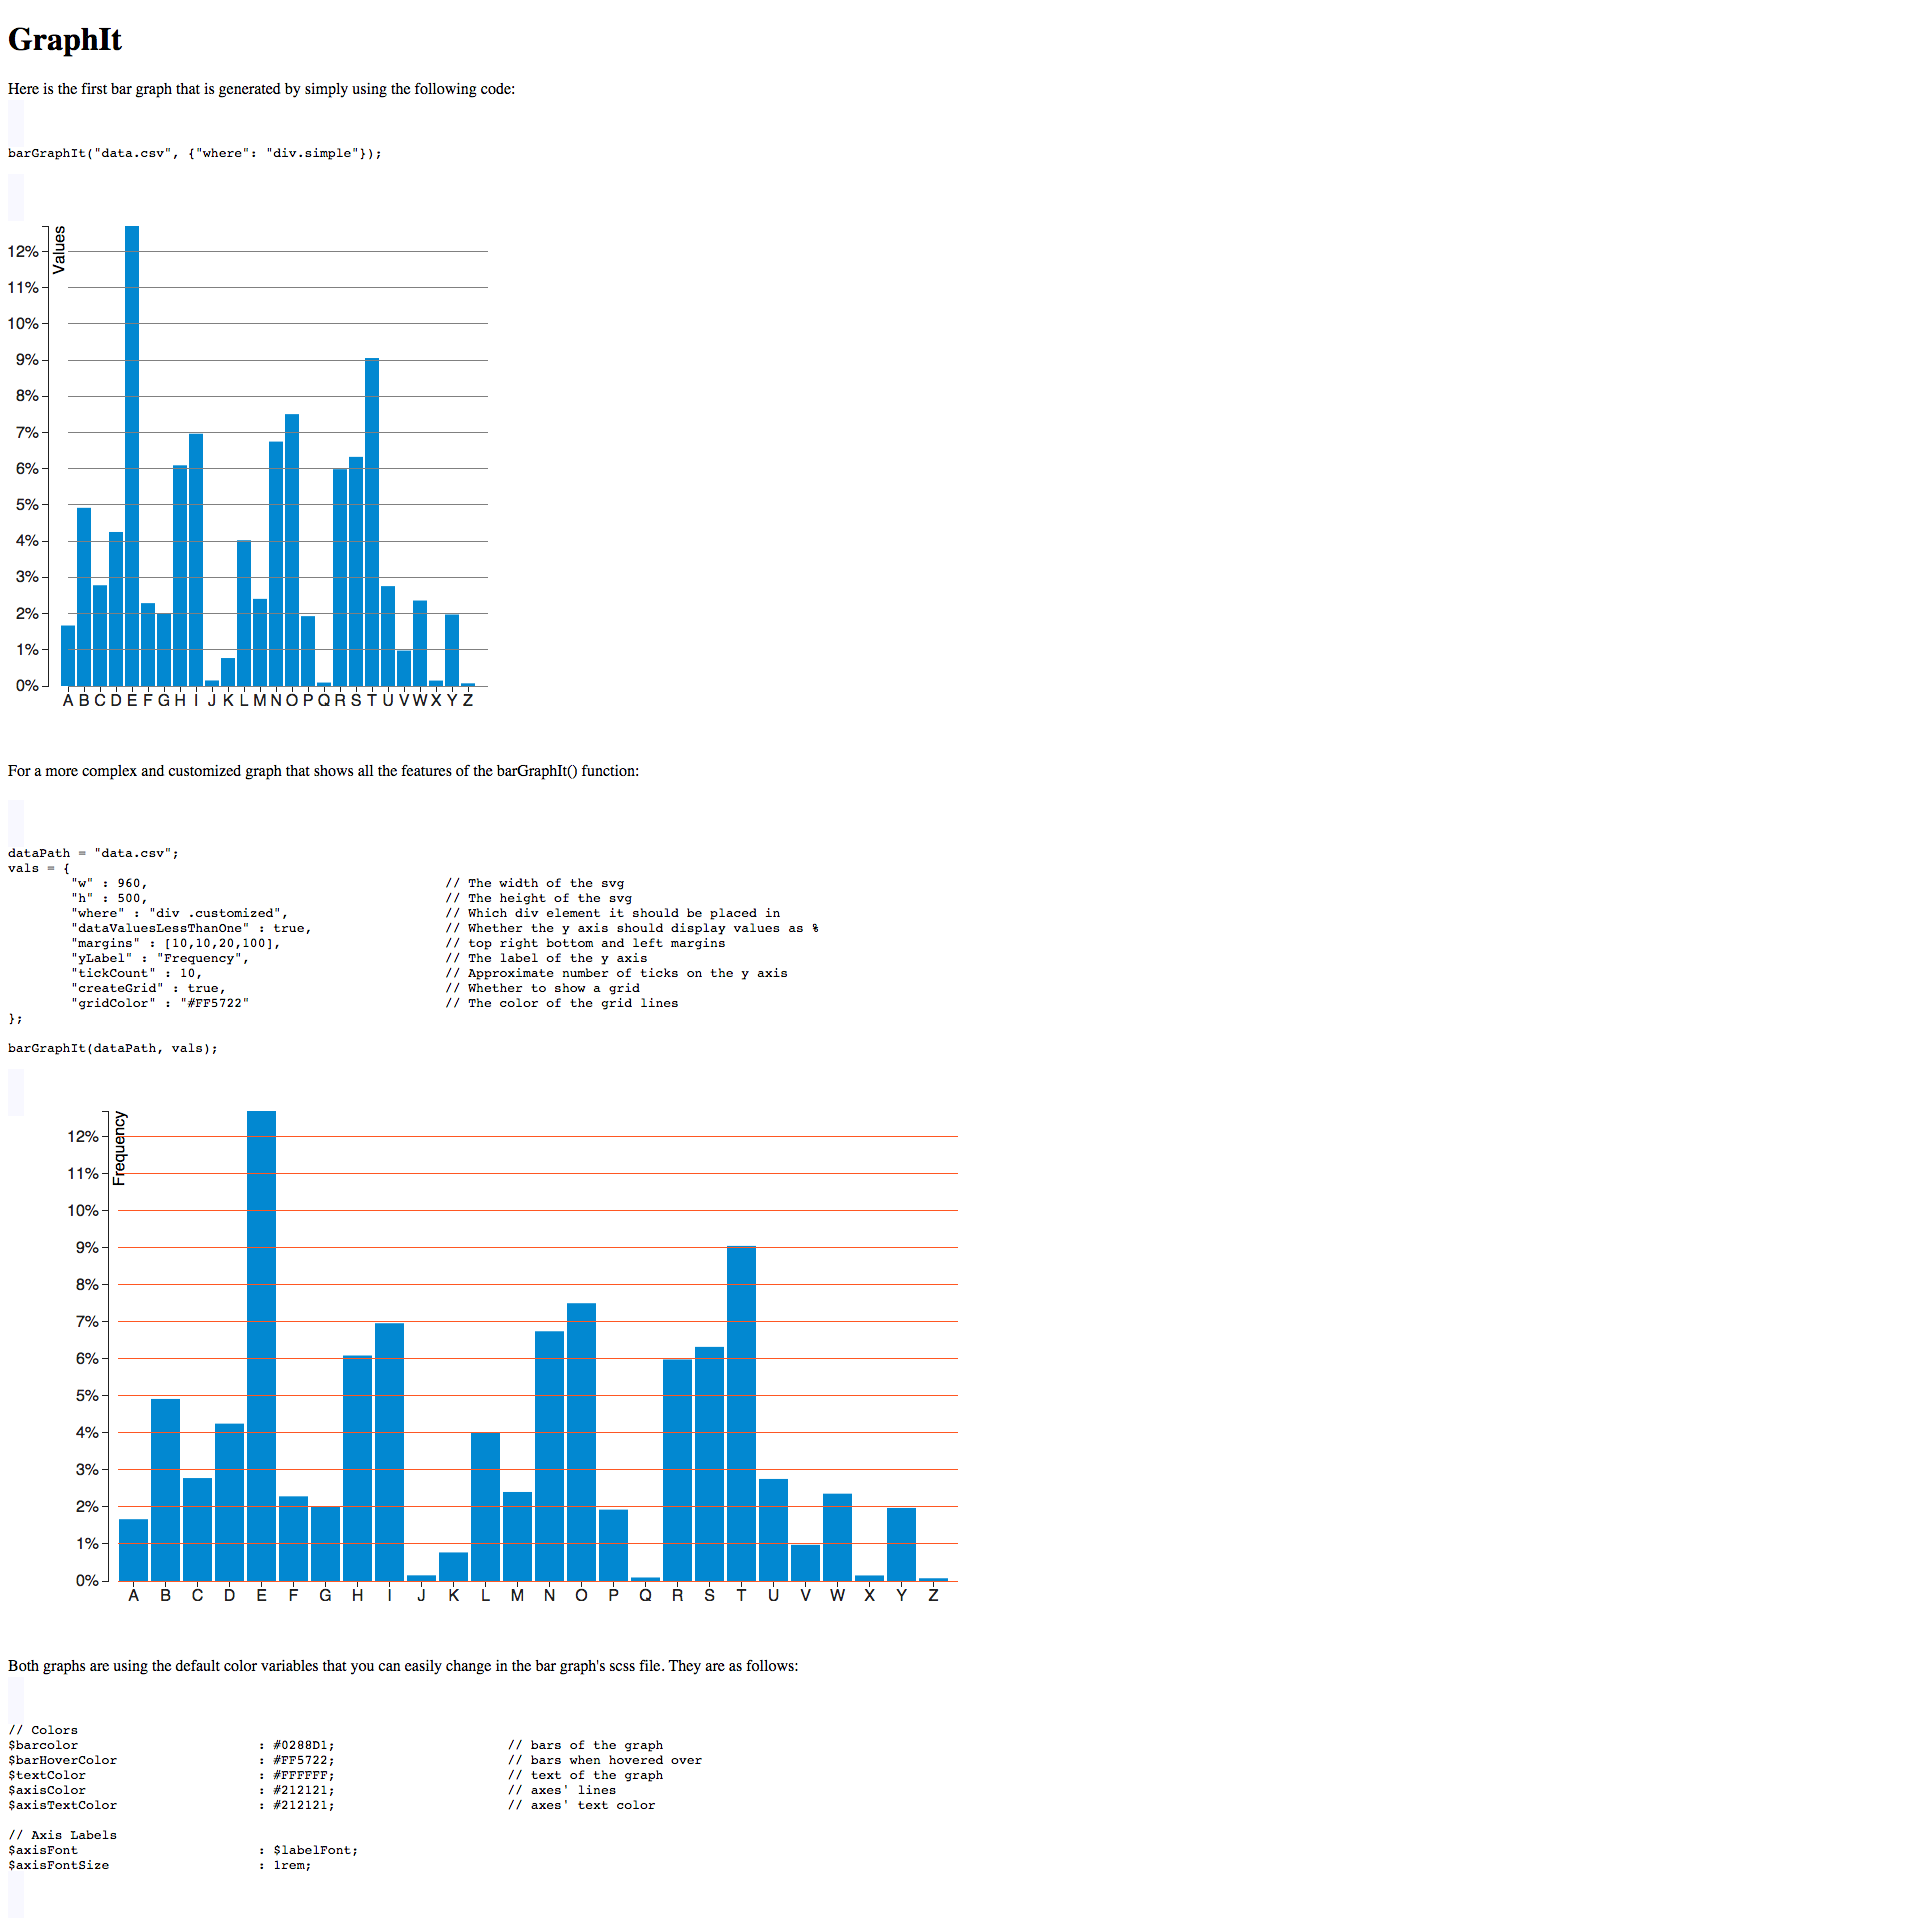 GraphIt
Here is the first bar graph that is generated by simply using the following code:
barGraphIt("data.csv", {"where": "div.simple"});
Values
12%
11%
10%
9%
8%
7%
6%
5%
4%
3%
2%
1%
0%
A B C D E F G H I J K L M N O P Q R S T U V W X Y Z
For a more complex and customized graph that shows all the features of the barGraphIt() function:
dataPath = "data.csv";
vals = {
"w" : 960, // The width of the svg
"h" : 500, // The height of the svg
"where" : "div .customized", // Which div element it should be placed in
"dataValuesLessThanOne" : true, // Whether the y axis should display values as %
"margins" : [10,10,20,100], // top right bottom and left margins
"yLabel" : "Frequency", // The label of the y axis
"tickCount" : 10, // Approximate number of ticks on the y axis
"createGrid" : true, // Whether to show a grid
"gridColor" : "#FF5722" // The color of the grid lines
};
barGraphIt(dataPath, vals);
Frequency
12%
11%
10%
9%
8%
7%
6%
5%
4%
3%
2%
1%
0%
A B C D E F G H I J K L M N O P Q R S T U V W X Y Z
Both graphs are using the default color variables that you can easily change in the bar graph's scss file. They are as follows:
// Colors
$barcolor : #0288D1; // bars of the graph
$barHoverColor : #FF5722; // bars when hovered over
$textColor : #FFFFFF; // text of the graph
$axisColor : #212121; // axes' lines
$axisTextColor : #212121; // axes' text color
// Axis Labels
$axisFont : $labelFont;
$axisFontSize : 1rem;